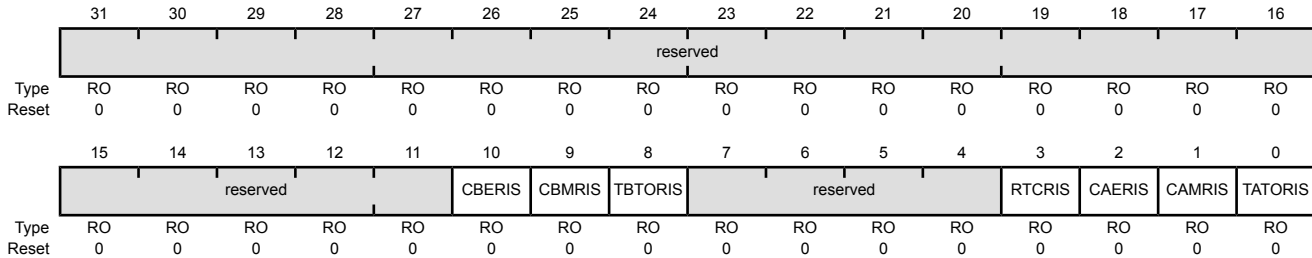 31 30 29 28 27 26 25 24 23 22 21 20 19 18 17 16
reserved
Type RO RO RO RO RO RO RO RO RO RO RO RO RO RO RO RO
Reset 0 0 0 0 0 0 0 0 0 0 0 0 0 0 0 0
15 14 13 12 11 10 9 8 7 6 5 4 3 2 1 0
reserved CBERIS CBMRIS TBTORIS reserved RTCRIS CAERIS CAMRIS TATORIS
Type RO RO RO RO RO RO RO RO RO RO RO RO RO RO RO RO
Reset 0 0 0 0 0 0 0 0 0 0 0 0 0 0 0 0